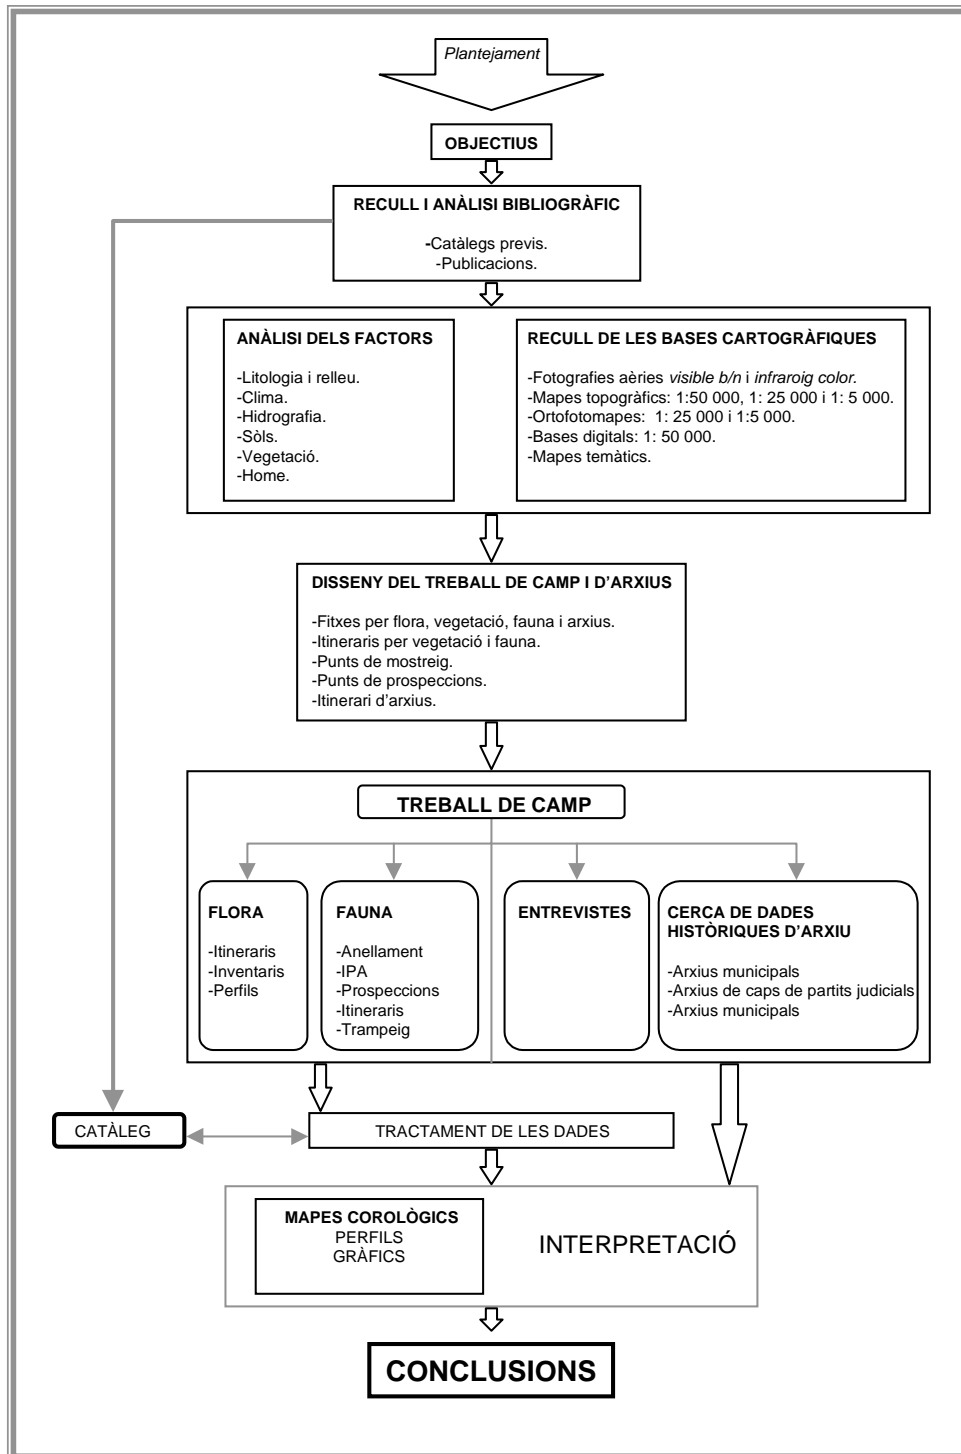 Plantejament
OBJECTIUS
RECULL I ANÀLISI BIBLIOGRÀFIC
-Catàlegs previs.
-Publicacions.
ANÀLISI DELS FACTORS
-Litologia i relleu.
-Clima.
-Hidrografia.
-Sòls.
-Vegetació.
-Home.
RECULL DE LES BASES CARTOGRÀFIQUES
-Fotografies aèries visible b/n i infraroig color.
-Mapes topogràfics: 1:50 000, 1: 25 000 i 1: 5 000.
-Ortofotomapes:  1: 25 000 i 1:5 000.
-Bases digitals: 1: 50 000.
-Mapes temàtics.
DISSENY DEL TREBALL DE CAMP I D'ARXIUS
-Fitxes per flora, vegetació, fauna i arxius.
-Itineraris per vegetació i fauna.
-Punts de mostreig.
-Punts de prospeccions.
-Itinerari d'arxius.
TREBALL DE CAMP
FLORA
-Itineraris
-Inventaris
-Perfils
FAUNA
-Anellament
-IPA
-Prospeccions
-Itineraris
-Trampeig
ENTREVISTES
CERCA DE DADES
HISTÒRIQUES D'ARXIU
-Arxius municipals
-Arxius de caps de partits judicials
-Arxius municipals
CATÀLEG
TRACTAMENT DE LES DADES
MAPES COROLÒGICS
PERFILS
GRÀFICS
INTERPRETACIÓ
CONCLUSIONS